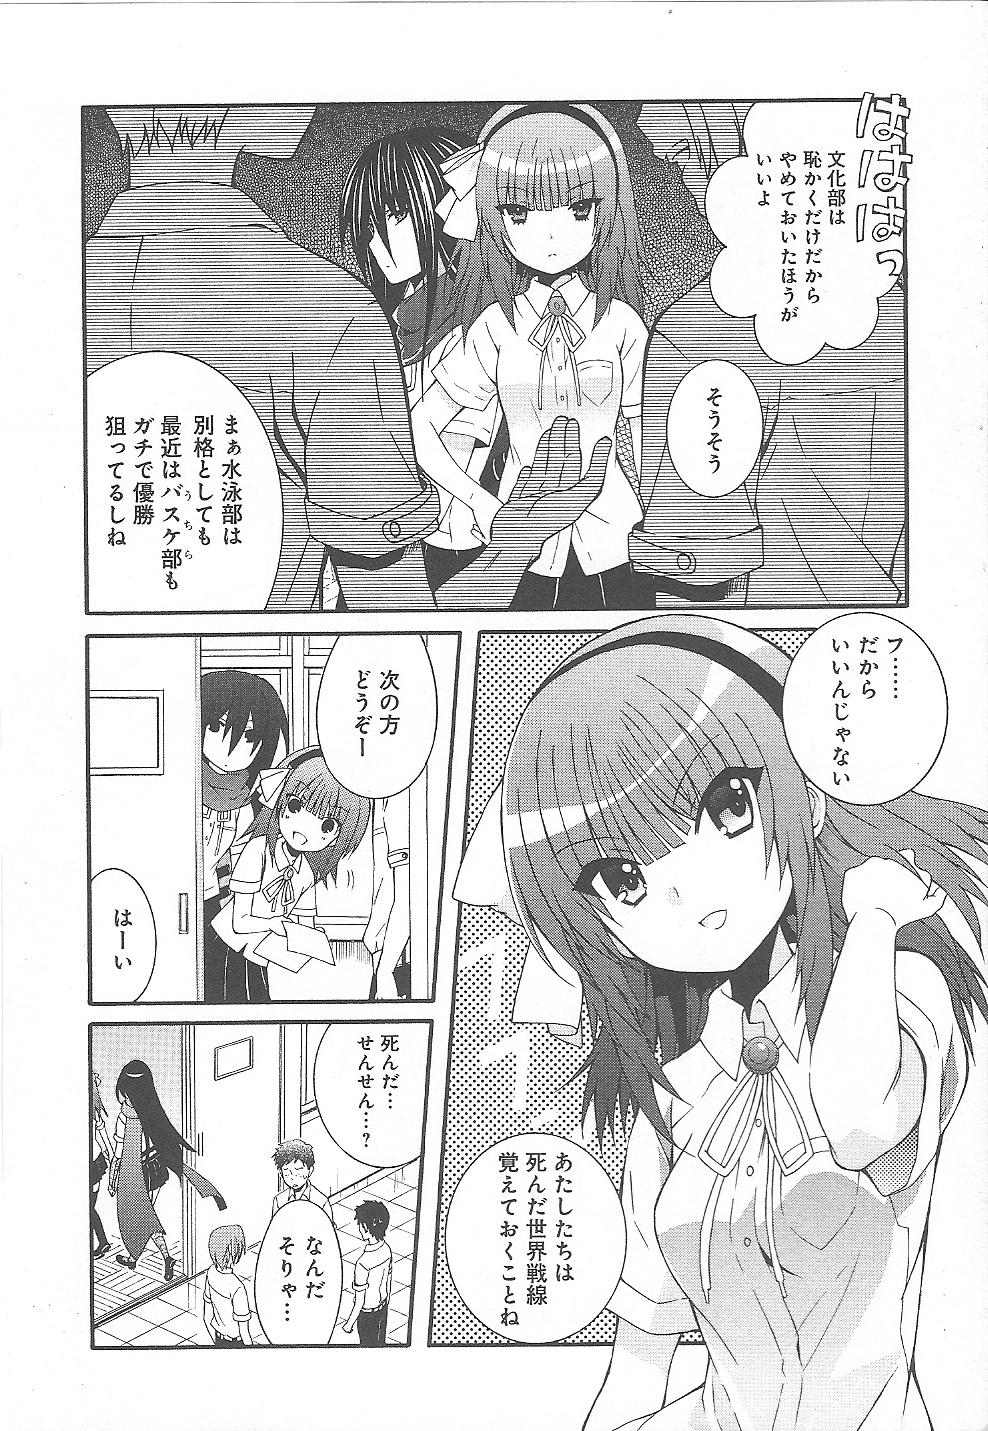 ははははっ
文化部は
恥かくだけだから
やめておいたほうが
いいよ
そうそう
まぁ水泳部は
別格としても
最近はバスケ部も
うちら
ガチで優勝
狙ってるしね
フ……
だから
いいんじゃない
あたしたちは
死んだ世界戦線
覚えておくことね
次の方
どうぞー
はーい
死んだ…
せんせん…?
なんだ
そりゃ…